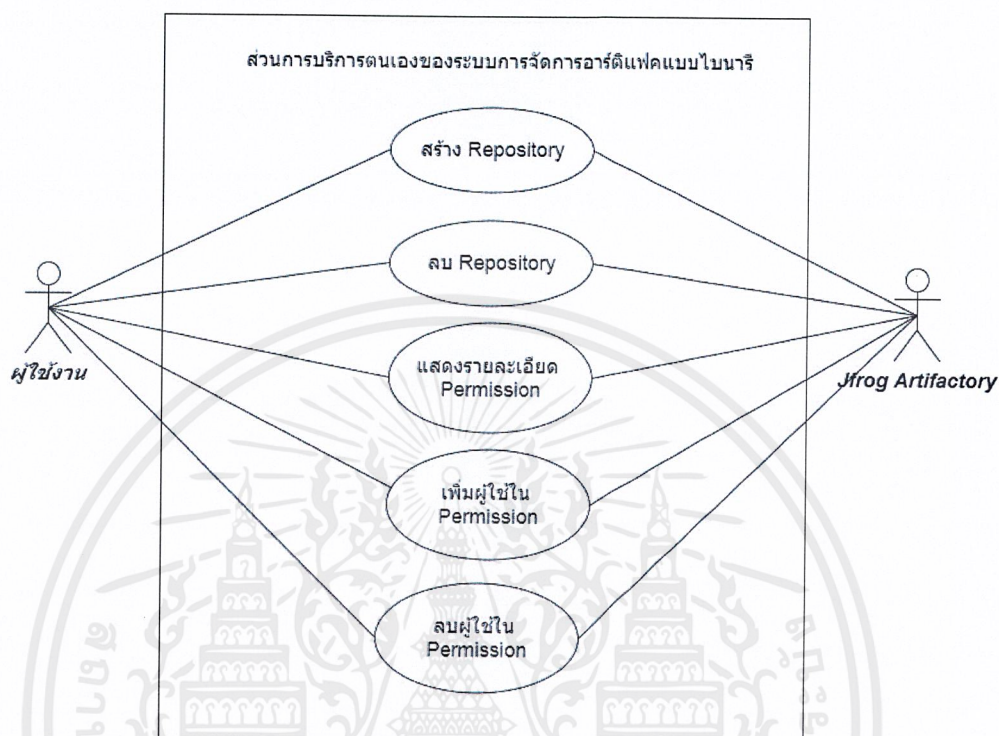 ส่วนการบริการตนเองของระบบการจัดการอาร์ติแฟคแบบไบนารี
สร้าง Repository
ลบ Repository
ผู้ใช้งาน
แสดงรายละเอียด
Permission
Jfrog Artifactory
เพิ่มผู้ใช้ใน
Permission
ลบผู้ใช้ใน
Permission